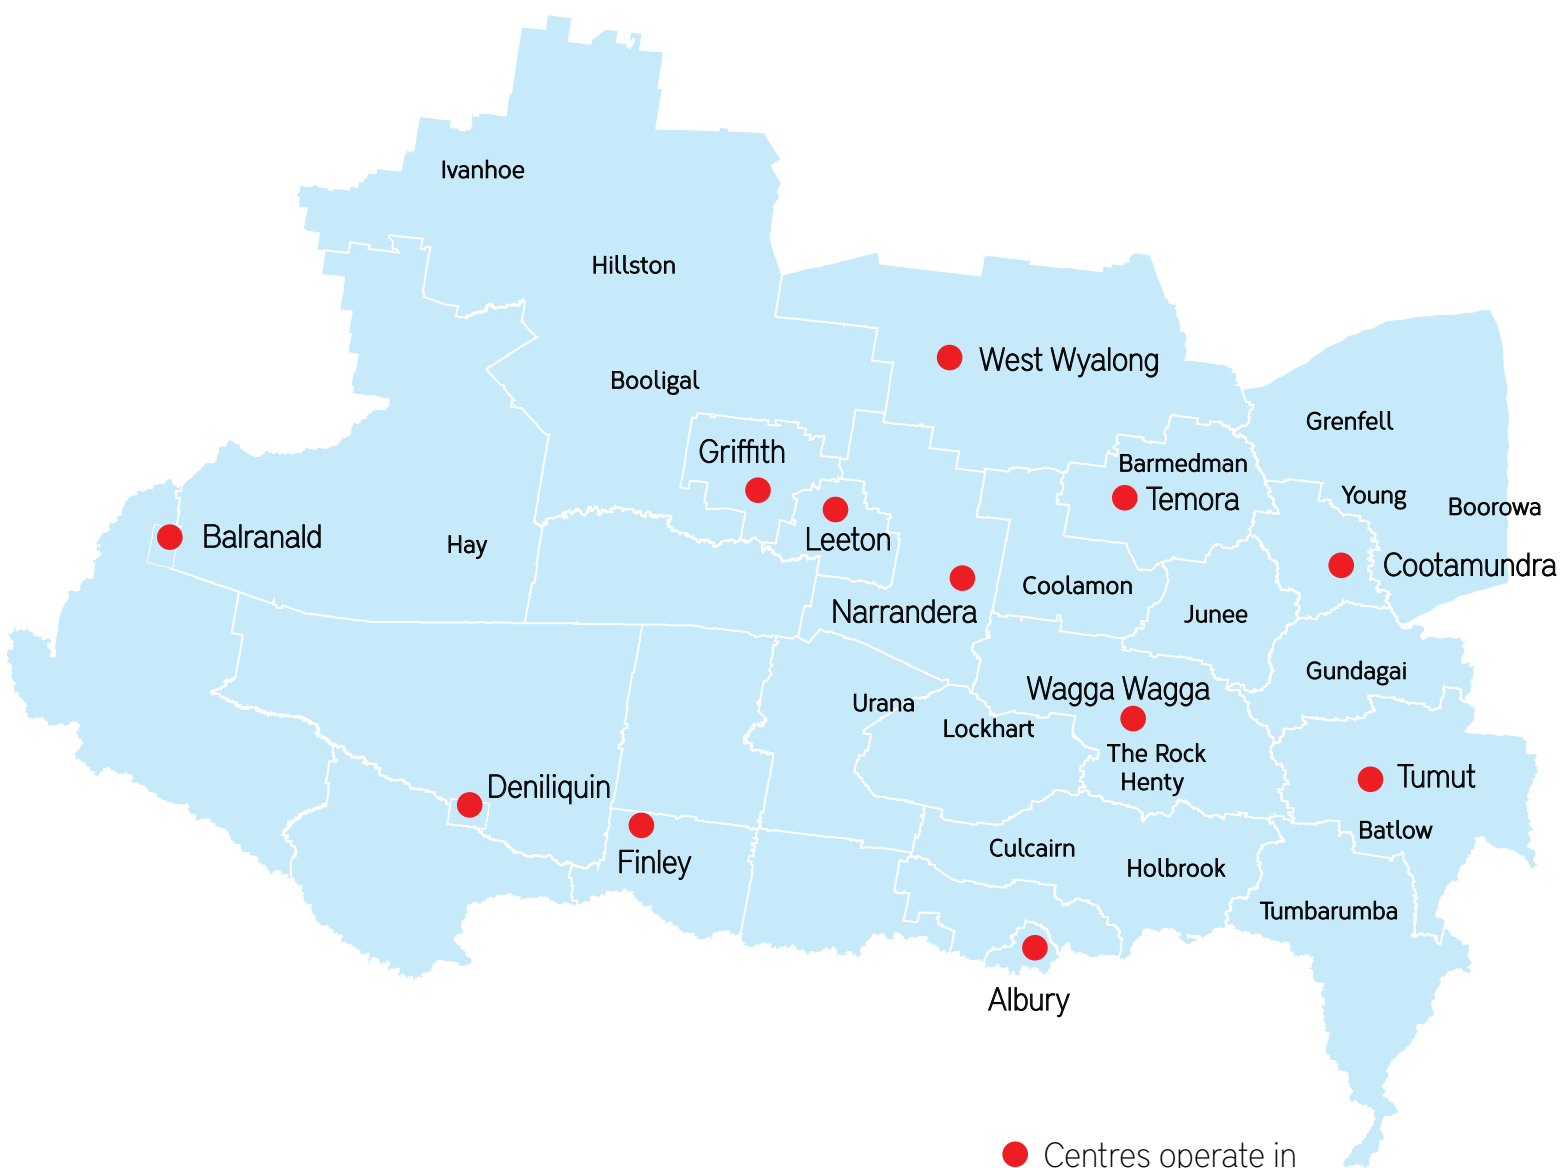 Ivanhoe
Hillston
West Wyalong
Booligal
Grenfell
Griffith
Barmedman
Temora
Young
Boorowa
Balranald
Hay
Leeton
Cootamundra
Coolamon
Narrandera
Junee
Gundagai
Wagga Wagga
Urana
Lockhart
The Rock
Henty
Tumut
Deniliquin
Batlow
Finley
Culcairn
Holbrook
Tumbarumba
Albury
Centres operate in